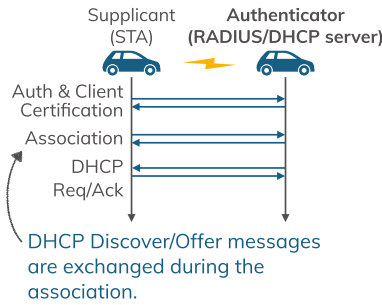 Supplicant
(STA)
Authenticator
(RADIUS/DHCP server)
Auth & Client
Certification
Association
DHCP
Req/Ack
DHCP Discover/Offer messages
are exchanged during the
association.